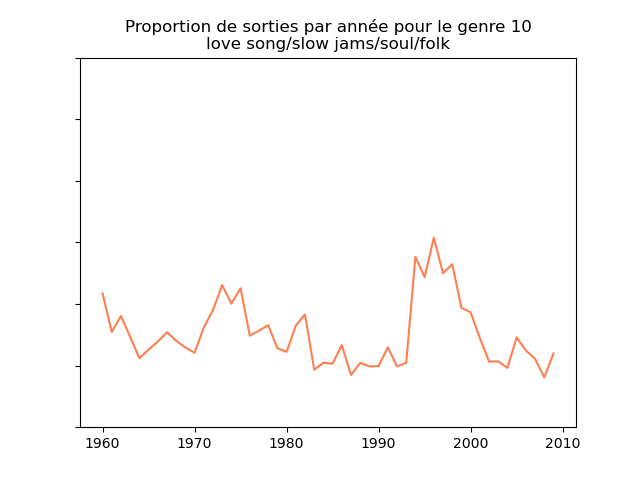 Proportion de sorties par année pour le genre 10
love song/slow jams/soul/folk
1960 1970 1980 1990 2000 2010